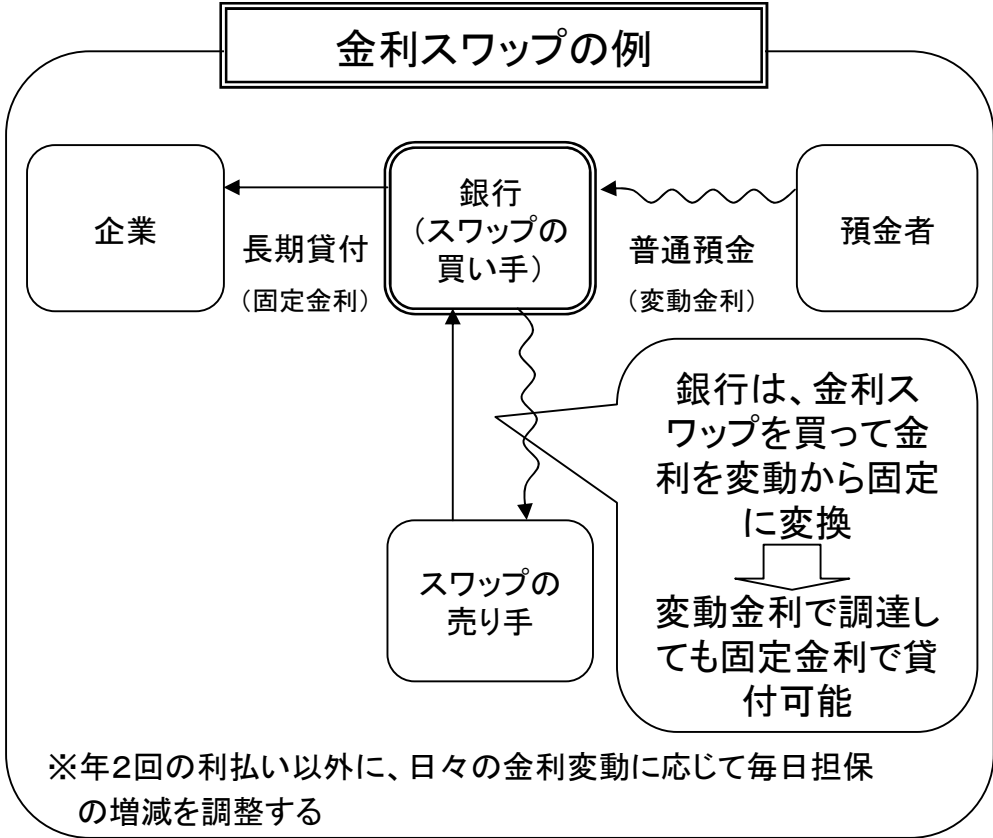 金利スワップの例
企業
長期貸付
（固定金利）
銀行
（スワップの
買い手）
普通預金
（変動金利）
預金者
銀行は、金利ス
ワップを買って金
利を変動から固定
に変換
変動金利で調達し
ても固定金利で貸
付可能
スワップの
売り手
※年２回の利払い以外に、日々の金利変動に応じて毎日担保
の増減を調整する